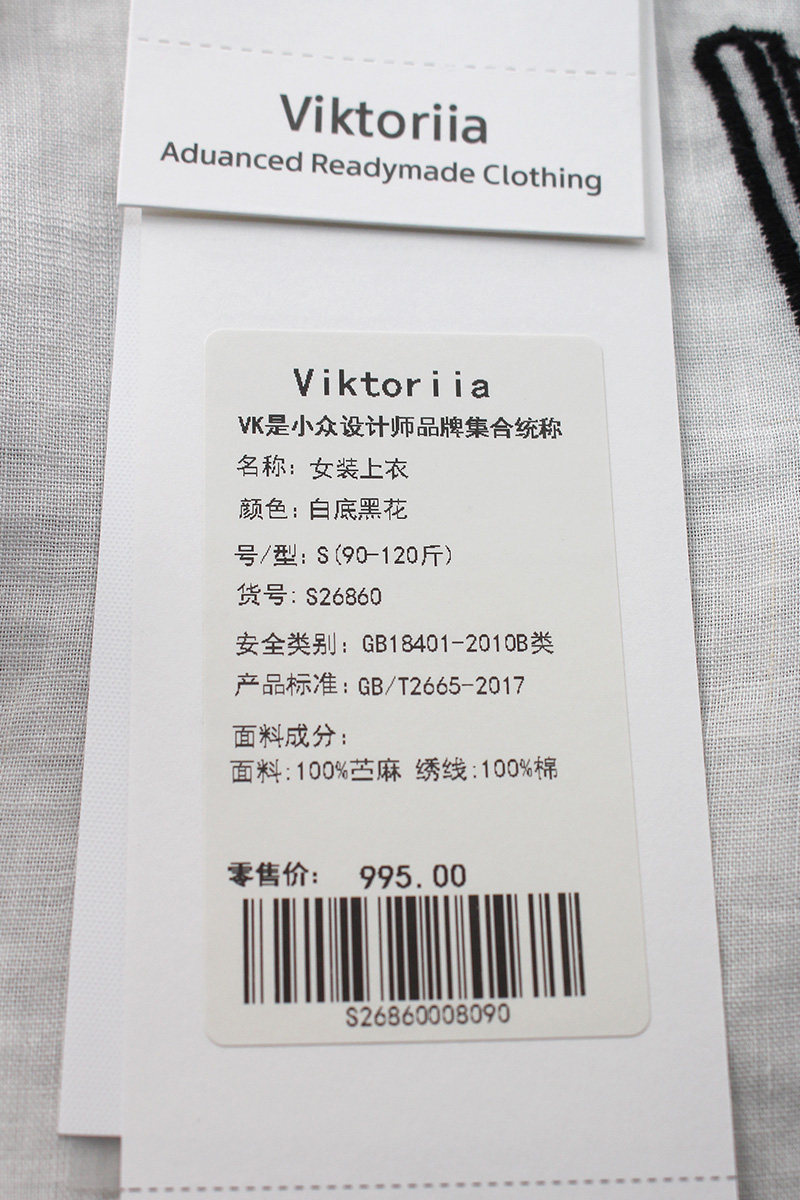 Viktoriia
Aduanced Readymade Clothing
Viktoriia
VK是小众设计师品牌集合统称
名称: 女装上衣
颜色: 白底黑花
号/型: S(90-120斤)
货号: S26860
安全类别: GB18401-2010B类
产品标准: GB/T2665-2017
面料成分:
面料:100%苎麻 绣线:100%棉
零售价: 995.00
S26860008090